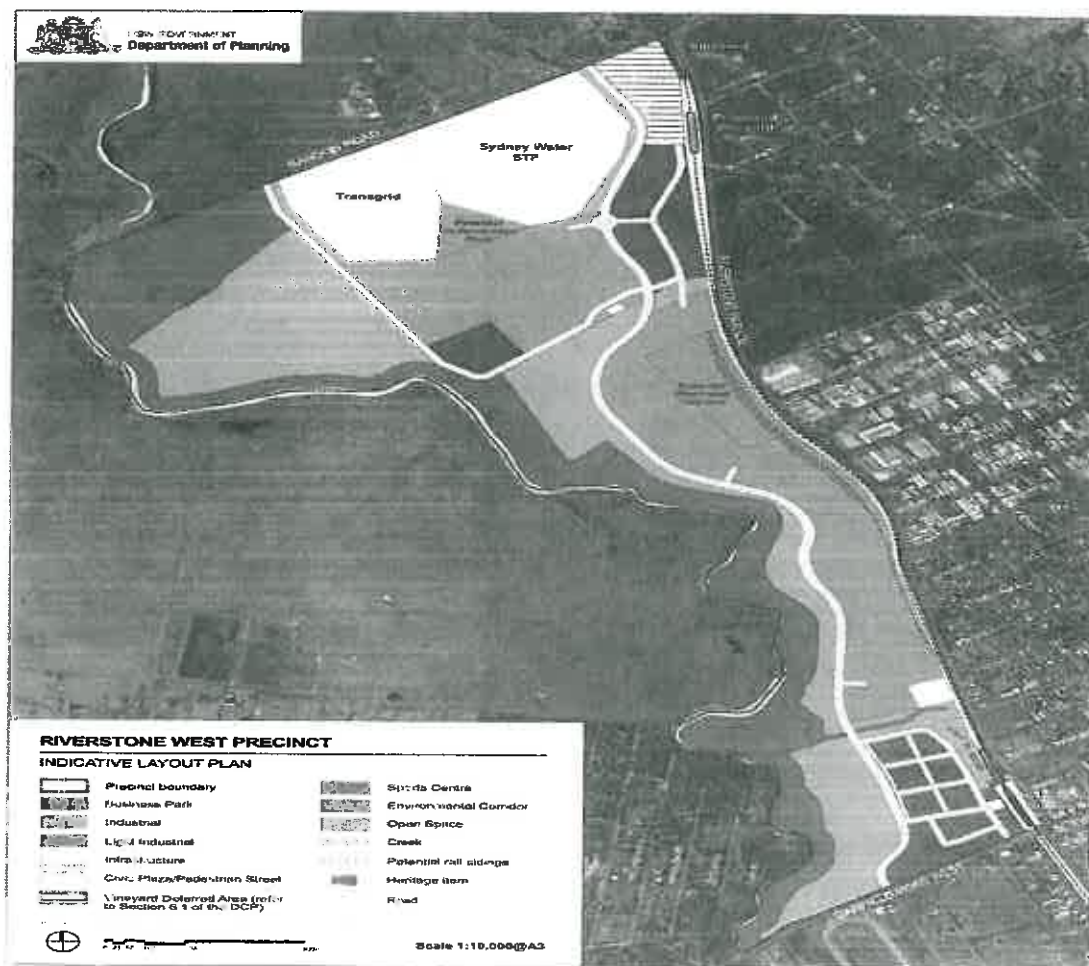 NSW GOVERNMENT
Department of Planning
Sydney Water
STP
Transgrid
RIVERSTONE WEST PRECINCT
INDICATIVE LAYOUT PLAN
Precinct boundary
Business Park
Industrial
Light Industrial
Infrastructure
Civic Plaza/Pedestrian Street
Vineyard Deferred Area (refer
to Section 6.1 of the DCP)
Sports Centre
Environmental Corridor
Open Space
Creek
Potential rail sidings
Heritage item
Road
Scale 1:10,000@A3